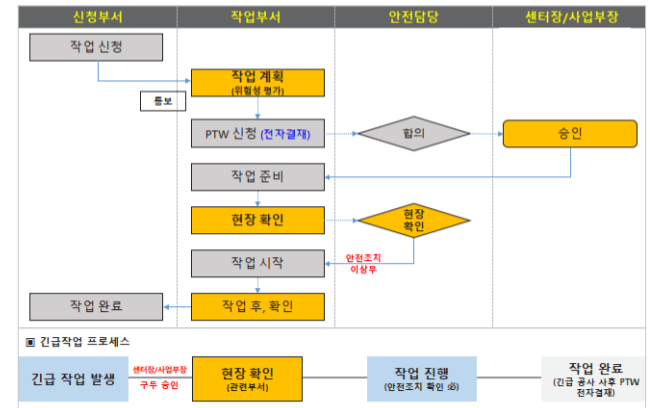 신청부서
작업부서
안전담당
센터장/사업부장
작업 신청
작업 계획
(위험성 평가)
통보
PTW 신청 (전자결재)
합의
승인
작업 준비
현장 확인
현장
확인
작업 시작
안전조치
이상무
작업 완료
작업 후, 확인
▣ 긴급작업 프로세스
긴급 작업 발생
센터장/사업부장
구두 승인
현장 확인
(관련부서)
작업 진행
(안전조치 확인 必)
작업 완료
(긴급 공사 사후 PTW
전자결재)